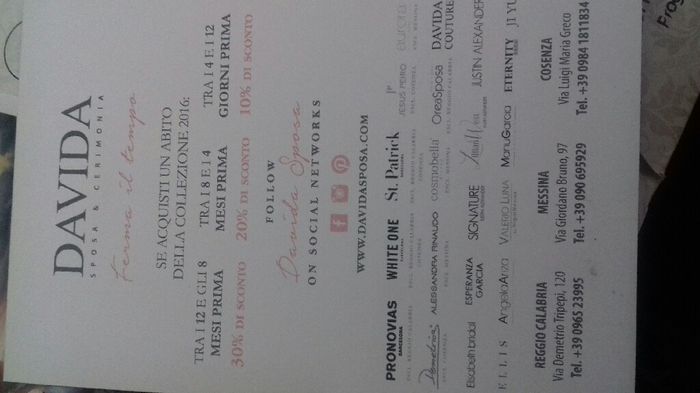 DAVIDA
SPOSA & CERIMONIA
Ferma il tempo
SE ACQUISTI UN ABITO
DELLA COLLEZIONE 2016:
TRA I 12 E GLI 8
MESI PRIMA
30% DI SCONTO
TRA I 8 E I 4
MESI PRIMA
20% DI SCONTO
TRA I 4 E I 12
GIORNI PRIMA
10% DI SCONTO
FOLLOW
Davida Sposa
ON SOCIAL NETWORKS
WWW.DAVIDASPOSA.COM
PRONOVIAS
BARCELONA
WHITE ONE
St. Patrick
JESUS PEIRO
aurora
Demetrios
ALESSANDRA RINAUDO
cosmobella
OreaSposa
DAVIDA
COUTURE
Elisabeth bridal
ESPERANZA
GARCIA
SIGNATURE
JUSTIN ALEXANDER
ELLIS
AngeloAnzo
VALERIO LUNA
ManuGarcia
ETERNITY
REGGIO CALABRIA
Via Demetrio Tripepi, 120
Tel. +39 0965 23995
MESSINA
Via Giordano Bruno, 97
Tel. +39 090 695929
COSENZA
Via Luigi Maria Greco
Tel. +39 0984 1811834